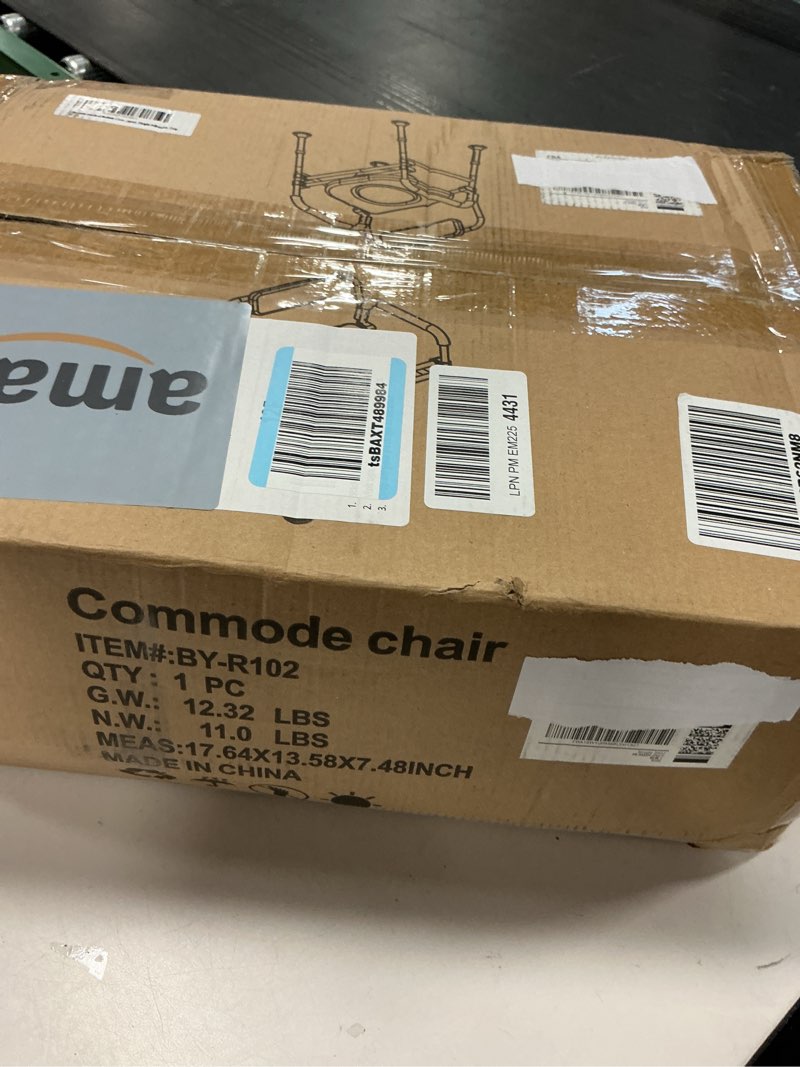 ama
tsBAXT489984
1.
2.
3.
LPN PM EM225 4431
Commode chair
ITEM#:BY-R102
QTY: 1 PC
G.W.: 12.32 LBS
N.W.: 11.0 LBS
MEAS:17.64X13.58X7.48INCH
MADE IN CHINA